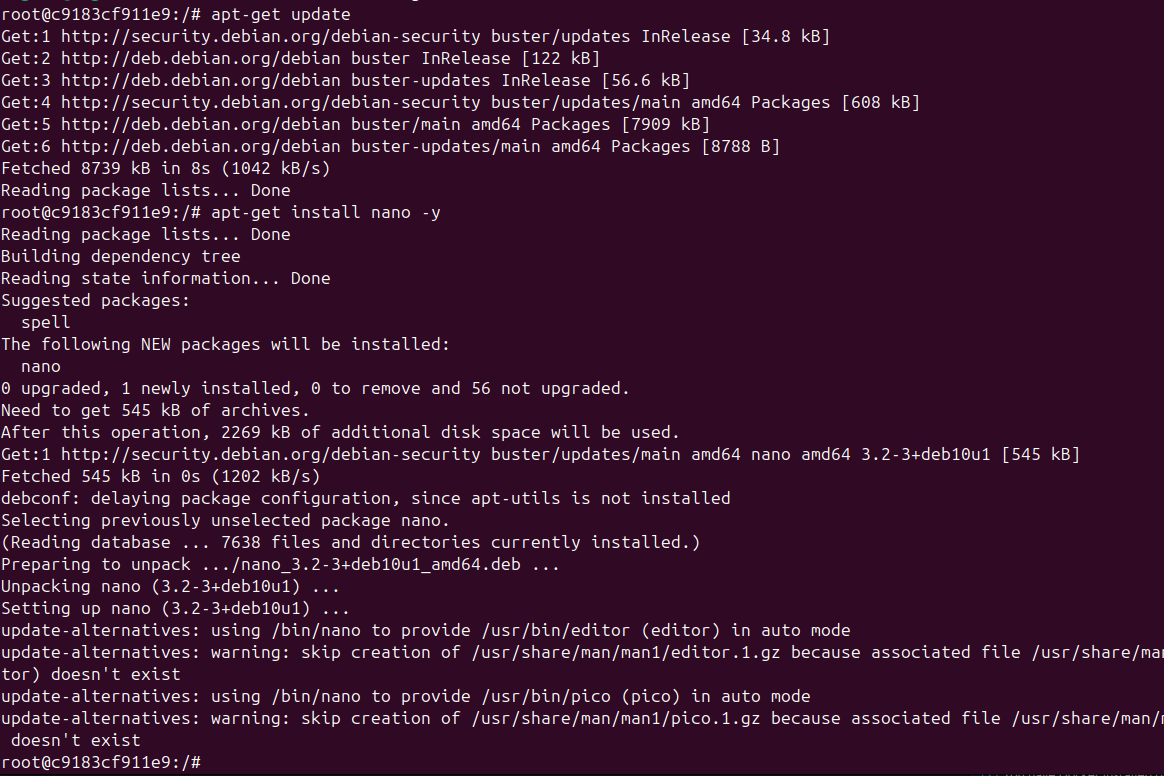 root@c9183cf911e9:/# apt-get update
Get:1 http://security.debian.org/debian-security buster/updates InRelease [34.8 kB]
Get:2 http://deb.debian.org/debian buster InRelease [122 kB]
Get:3 http://deb.debian.org/debian buster-updates InRelease [56.6 kB]
Get:4 http://security.debian.org/debian-security buster/updates/main amd64 Packages [608 kB]
Get:5 http://deb.debian.org/debian buster/main amd64 Packages [7909 kB]
Get:6 http://deb.debian.org/debian buster-updates/main amd64 Packages [8788 B]
Fetched 8739 kB in 8s (1042 kB/s)
Reading package lists... Done
root@c9183cf911e9:/# apt-get install nano -y
Reading package lists... Done
Building dependency tree
Reading state information... Done
Suggested packages:
  spell
The following NEW packages will be installed:
  nano
0 upgraded, 1 newly installed, 0 to remove and 56 not upgraded.
Need to get 545 kB of archives.
After this operation, 2269 kB of additional disk space will be used.
Get:1 http://security.debian.org/debian-security buster/updates/main amd64 nano amd64 3.2-3+deb10u1 [545 kB]
Fetched 545 kB in 0s (1202 kB/s)
debconf: delaying package configuration, since apt-utils is not installed
Selecting previously unselected package nano.
(Reading database ... 7638 files and directories currently installed.)
Preparing to unpack .../nano_3.2-3+deb10u1_amd64.deb ...
Unpacking nano (3.2-3+deb10u1) ...
Setting up nano (3.2-3+deb10u1) ...
update-alternatives: using /bin/nano to provide /usr/bin/editor (editor) in auto mode
update-alternatives: warning: skip creation of /usr/share/man/man1/editor.1.gz because associated file /usr/share/man
tor) doesn't exist
update-alternatives: using /bin/nano to provide /usr/bin/pico (pico) in auto mode
update-alternatives: warning: skip creation of /usr/share/man/man1/pico.1.gz because associated file /usr/share/man/
 doesn't exist
root@c9183cf911e9:/#